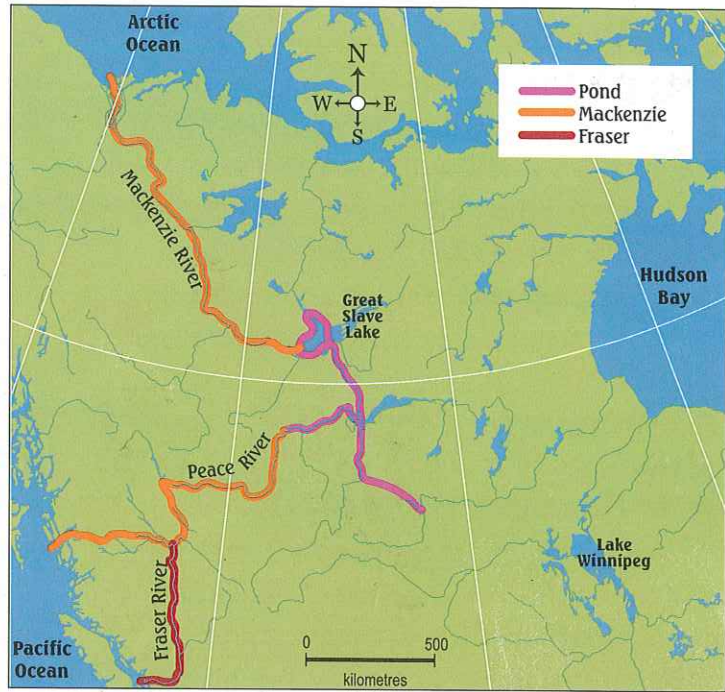 Arctic
Ocean
N
W
E
S
Pond
Mackenzie
Fraser
Mackenzie River
Hudson
Bay
Great
Slave
Lake
Peace River
Lake
Winnipeg
Fraser River
Pacific
Ocean
0
500
kilometres